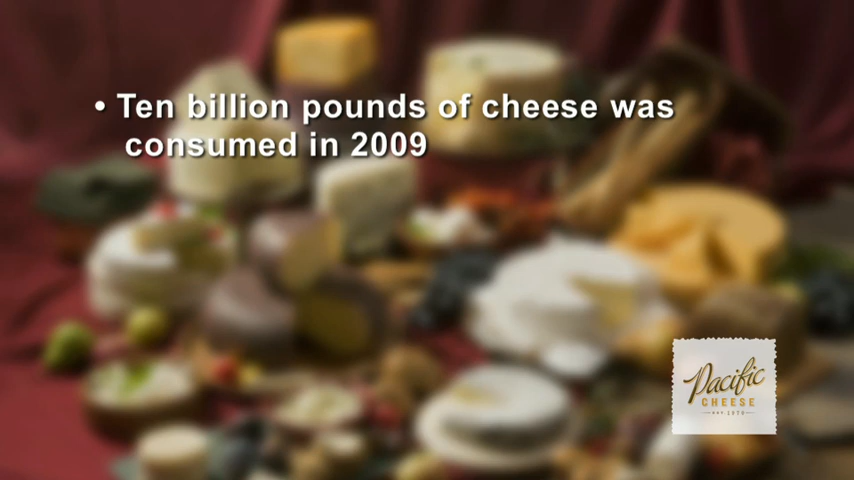 • Ten billion pounds of cheese was
consumed in 2009
Pacific
CHEESE
EST. 1970